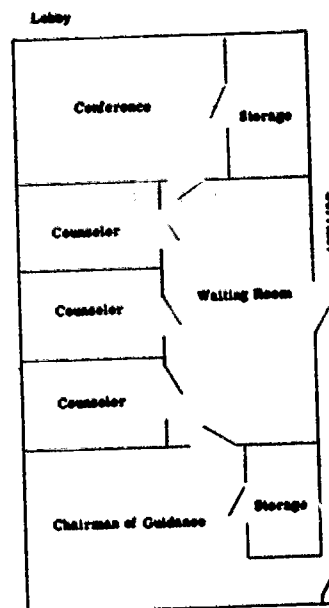 Lobby
Conference
Storage
Counselor
Waiting Room
Counselor
Counselor
Storage
Chairman of Guidance